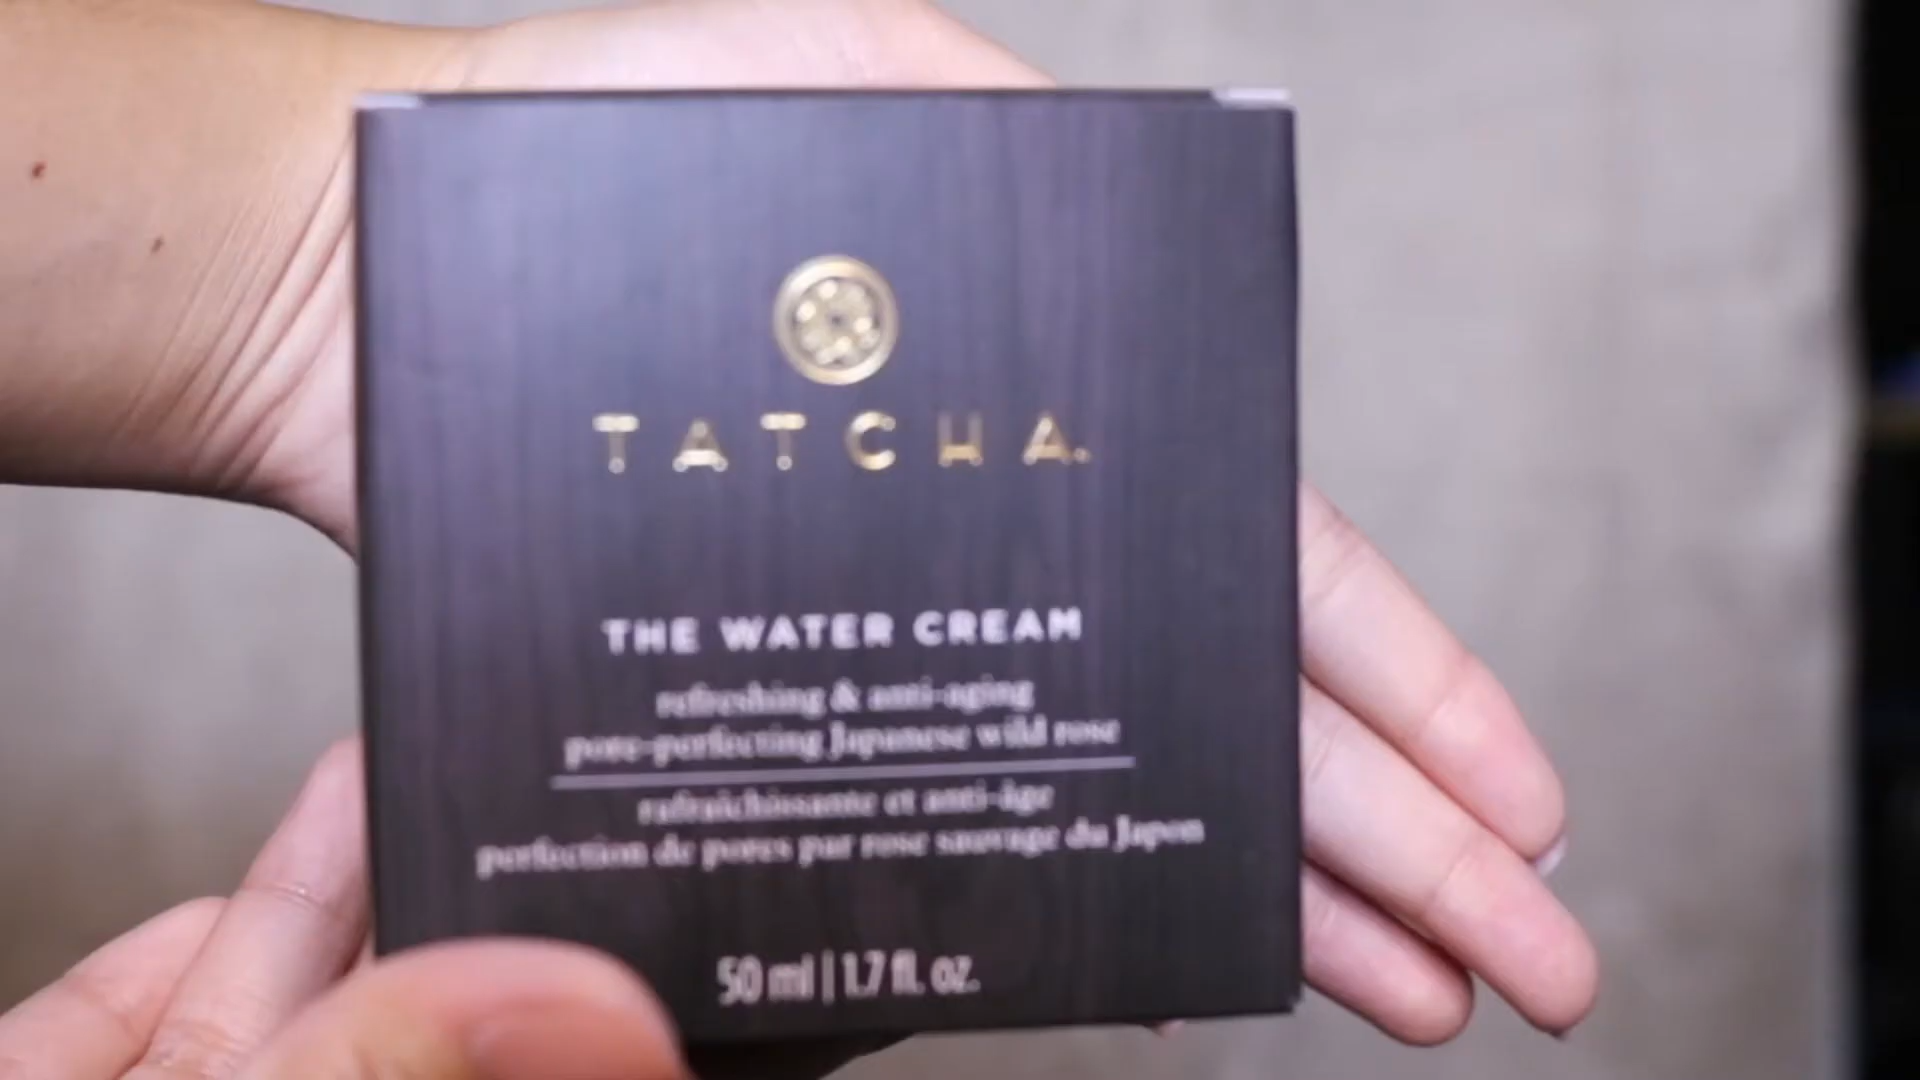 TATCHA.
THE WATER CREAM
refreshing & anti-aging
pore-perfecting Japanese wild rose
rafraîchissante et anti-âge
perfection de pores par rose sauvage du Japon
50 ml | 1.7 fl. oz.